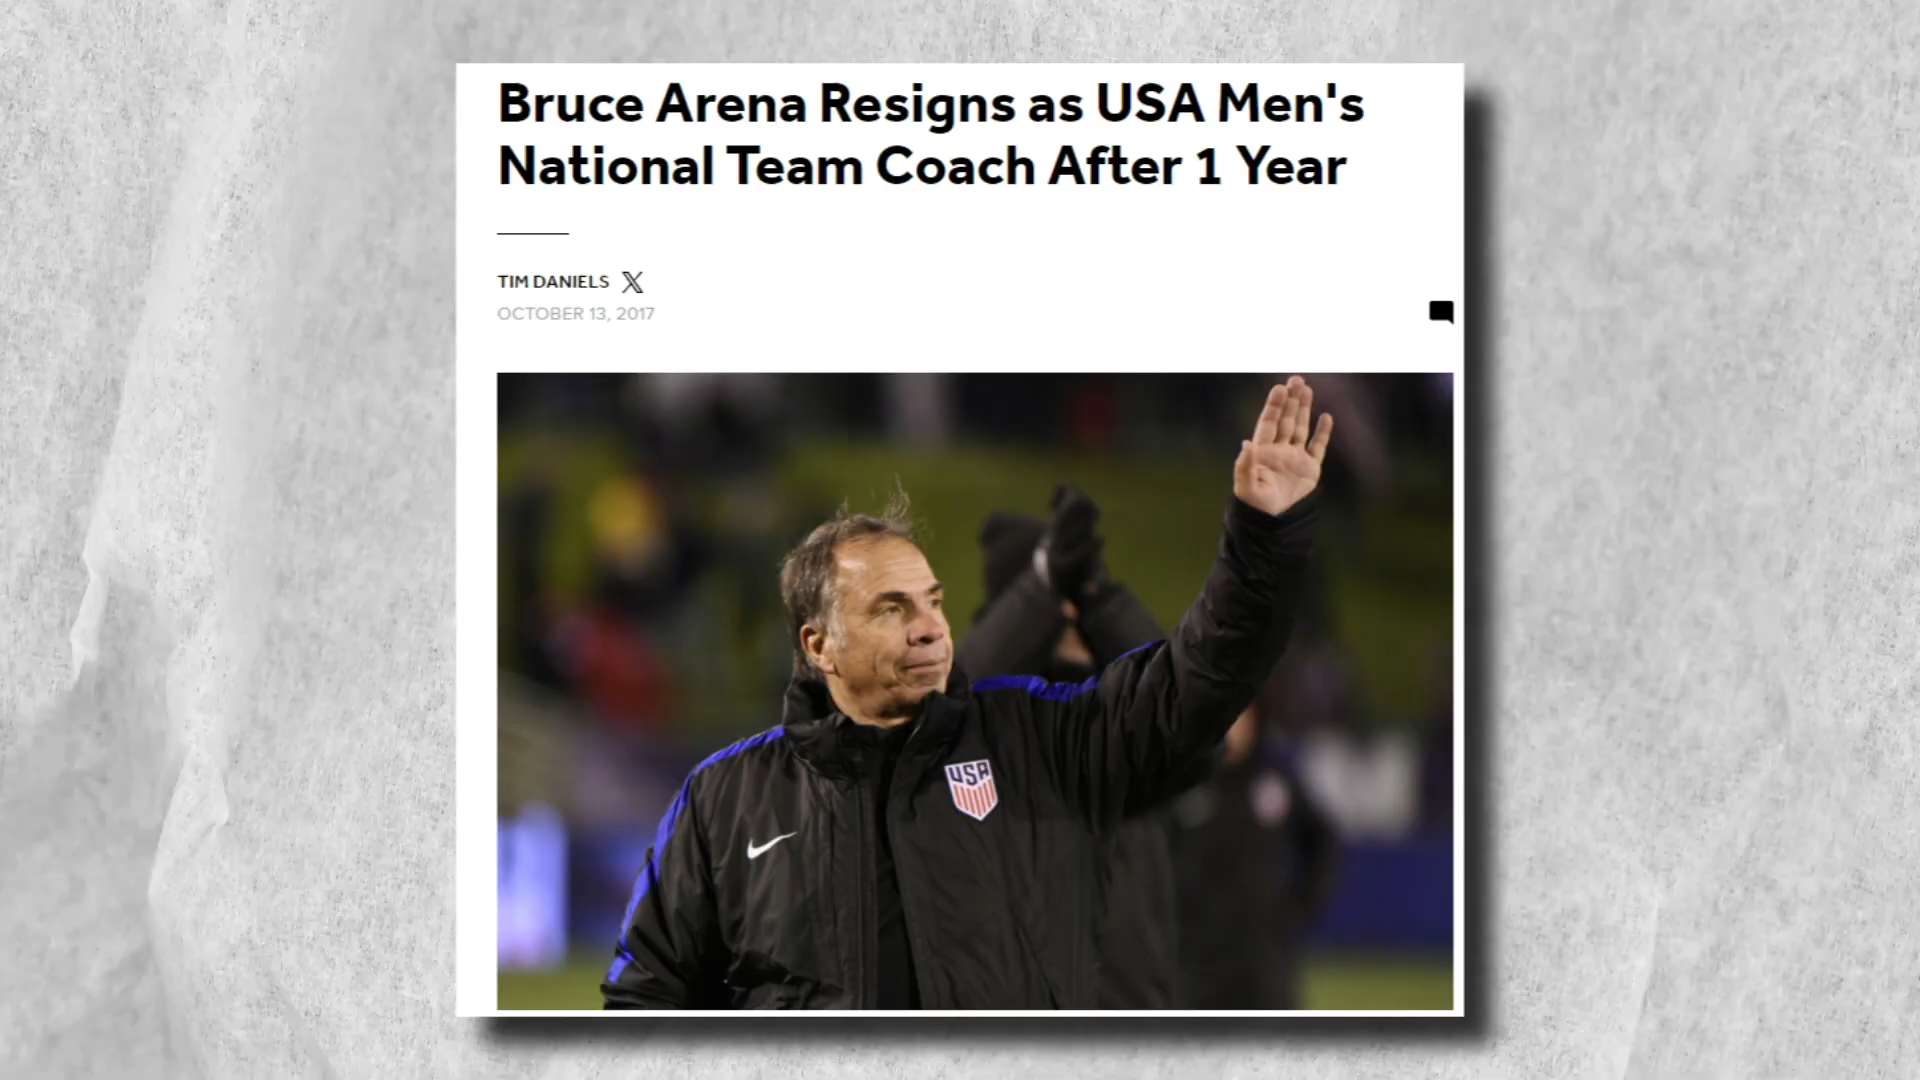 Bruce Arena Resigns as USA Men's
National Team Coach After 1 Year
TIM DANIELS
OCTOBER 13, 2017
USA